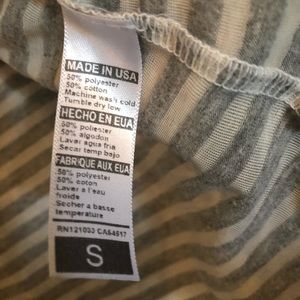 MADE IN USA
50% polyester
50% cotton
Machine wash cold
Tumble dry low
HECHO EN EUA
50% poliester
50% algodon
Lavar agua fria
Secar temp bajo
FABRIQUE AUX EUA
50% polyester
50% coton
Laver a l'eau
froide
Secher a basse
temperature
RN121033 CA54517
S